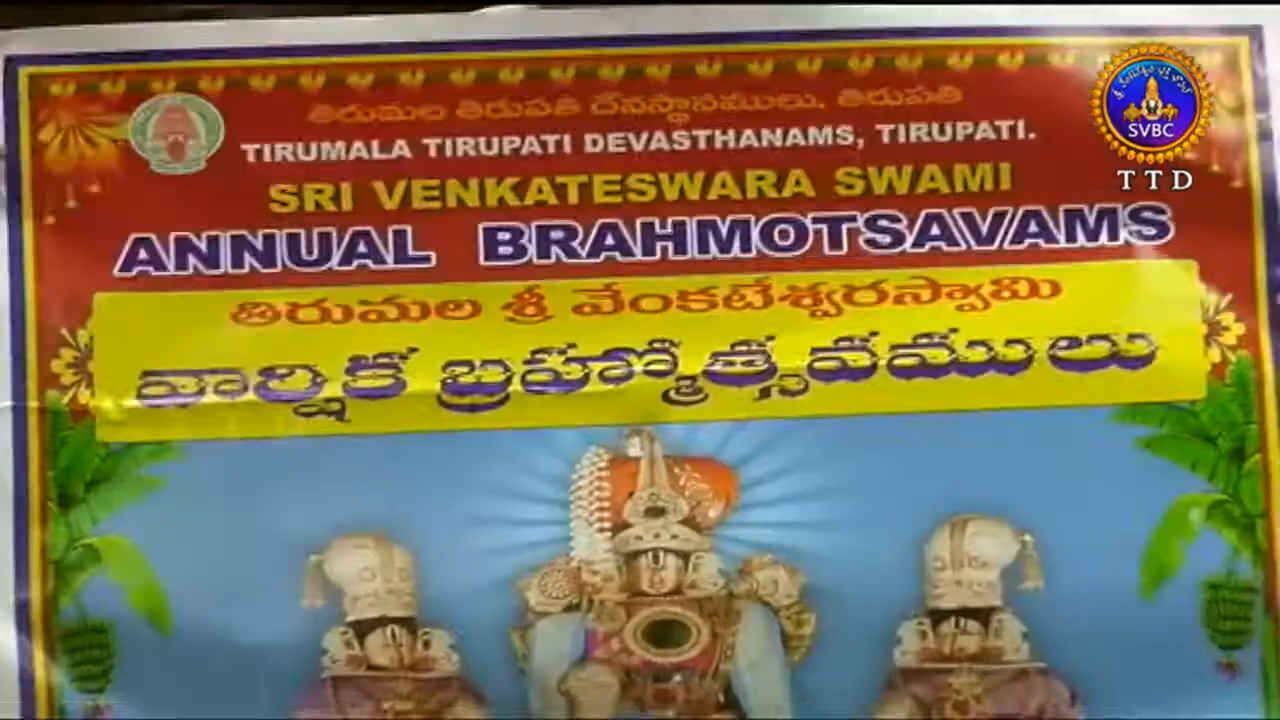 తిరుమల తిరుపతి దేవస్థానములు, తిరుపతి
TIRUMALA TIRUPATI DEVASTHANAMS, TIRUPATI.
SRI VENKATESWARA SWAMI
ANNUAL BRAHMOTSAVAMS
తిరుమల శ్రీ వేంకటేశ్వరస్వామి
వార్షిక బ్రహ్మోత్సవములు
SVBC
TTD